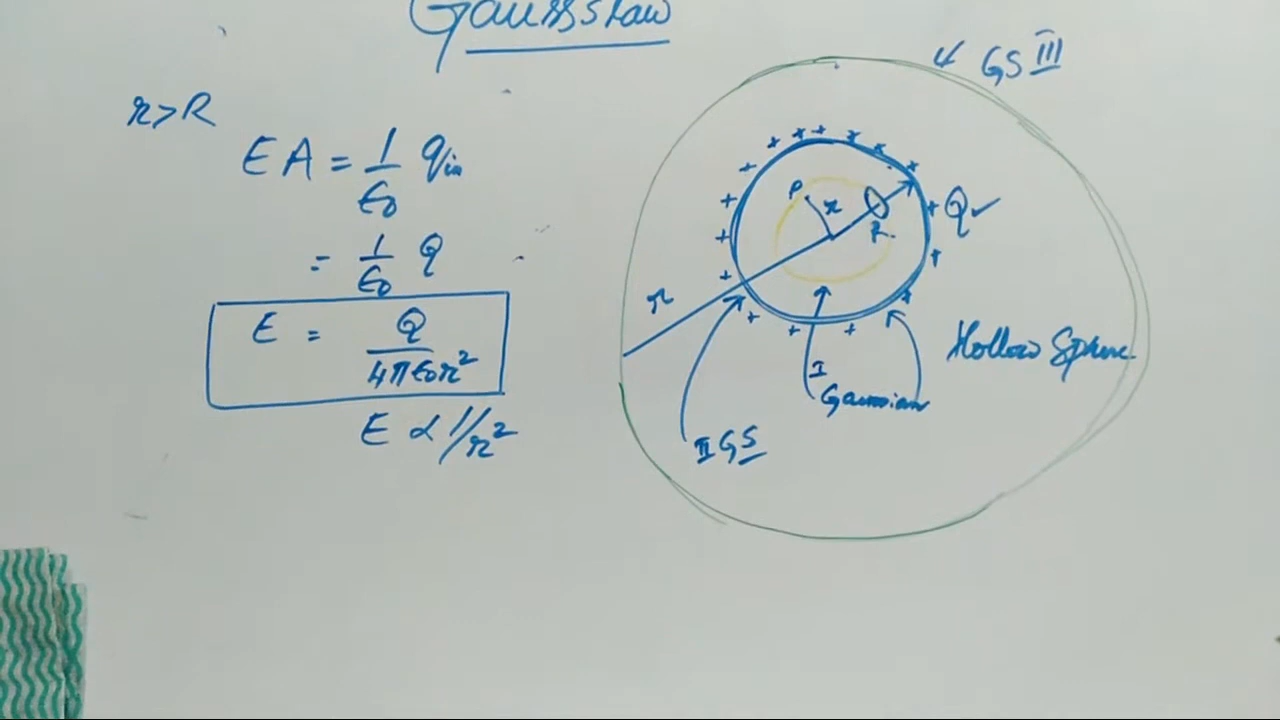 Gauss's law
r>R
EA = 1/ε0 qin
= 1/ε0 Q
E = Q/4πε0r²
E ∝ 1/r²
GS III
P
r
R
Q✓
r
Hollow Sphere
I
Gaussian
II GS
+ + + + + + + + + + + + + + + + +